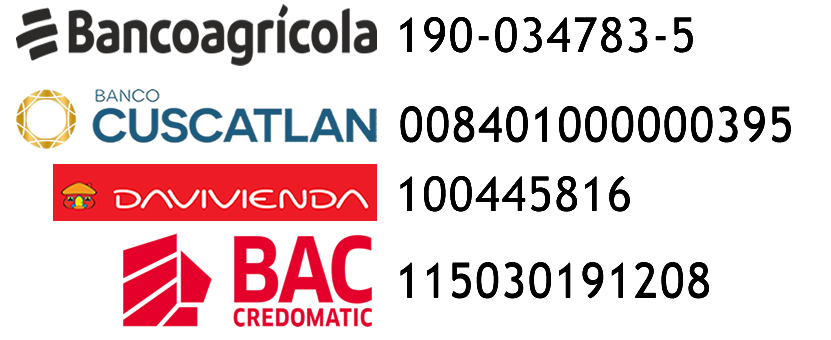 Bancoagrícola 190-034783-5
BANCO
CUSCATLAN 008401000000395
DAVIVIENDA 100445816
BAC 115030191208
CREDOMATIC